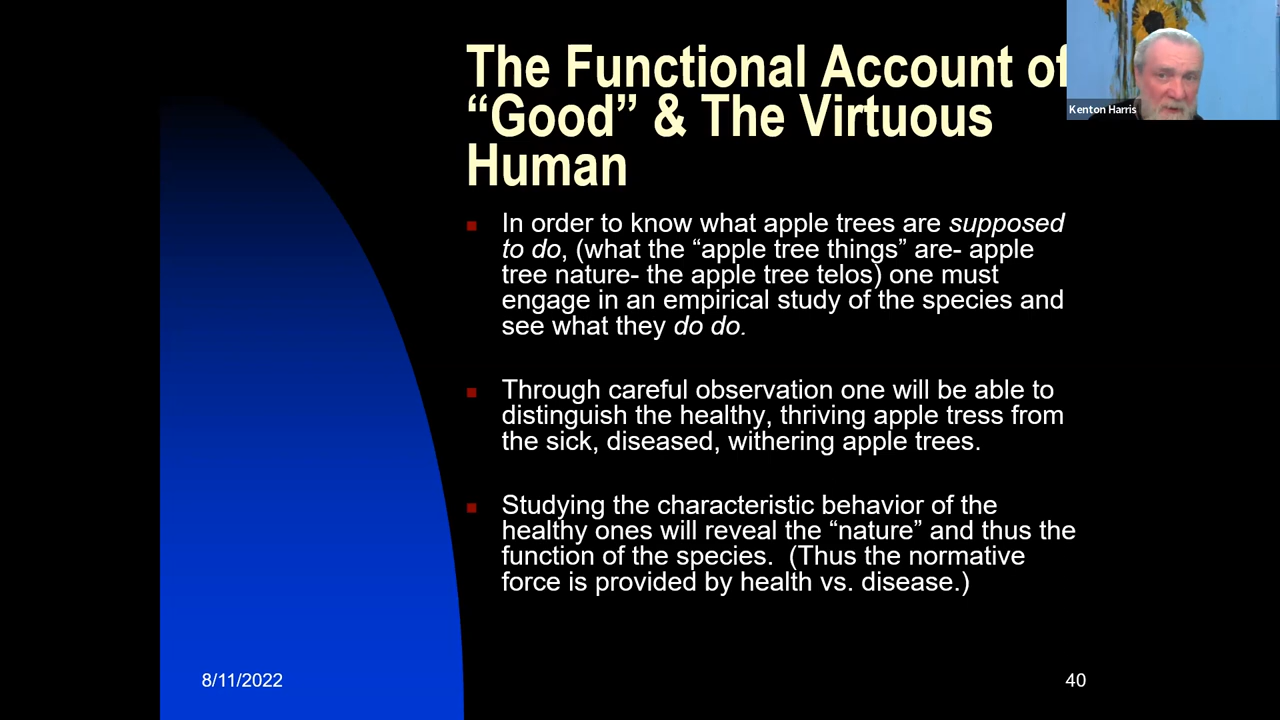 The Functional Account of
“Good” & The Virtuous
Human
Kenton Harris
In order to know what apple trees are supposed
to do, (what the “apple tree things” are- apple
tree nature- the apple tree telos) one must
engage in an empirical study of the species and
see what they do do.
Through careful observation one will be able to
distinguish the healthy, thriving apple tress from
the sick, diseased, withering apple trees.
Studying the characteristic behavior of the
healthy ones will reveal the “nature” and thus the
function of the species.  (Thus the normative
force is provided by health vs. disease.)
8/11/2022
40